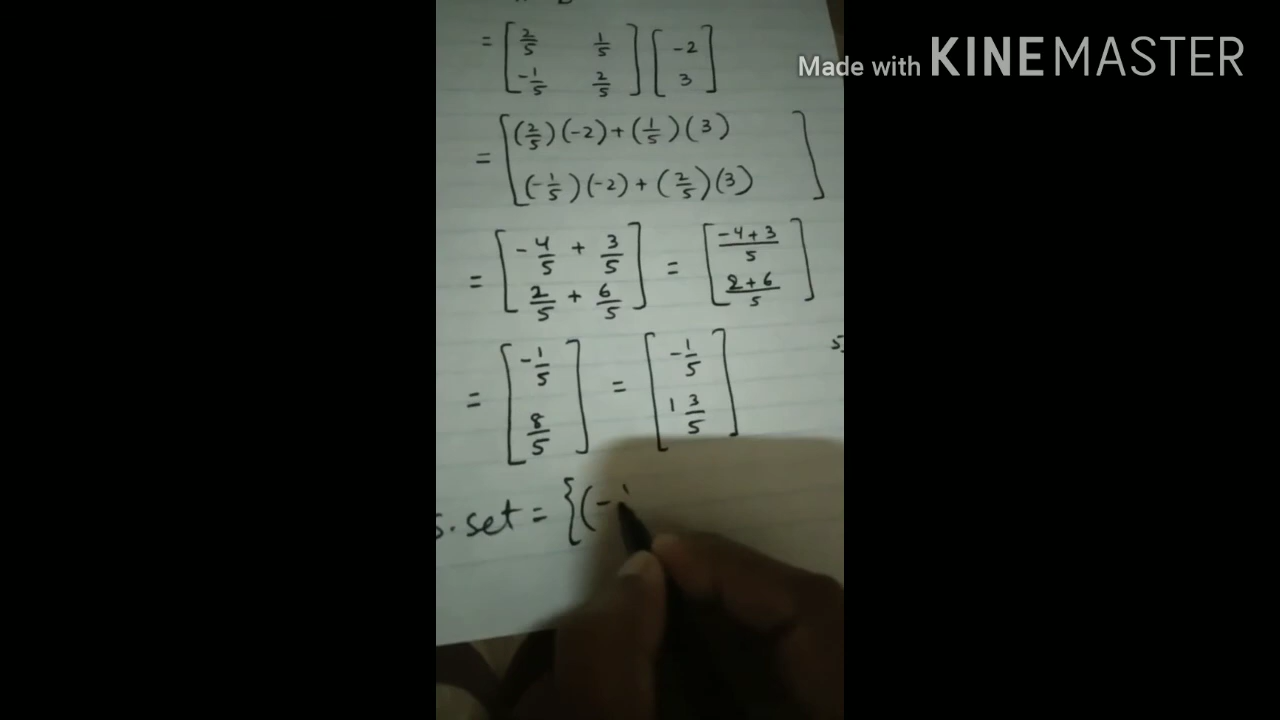 Made with KINEMASTER
= [2/5 1/5; -1/5 2/5] [-2; 3]
= [(2/5)(-2)+(1/5)(3)
(-1/5)(-2)+(2/5)(3)]
= [-4/5 + 3/5; 2/5 + 6/5] = [(-4+3)/5; (2+6)/5]
= [-1/5; 8/5] = [-1/5; 1 3/5]
s.set = {(-1